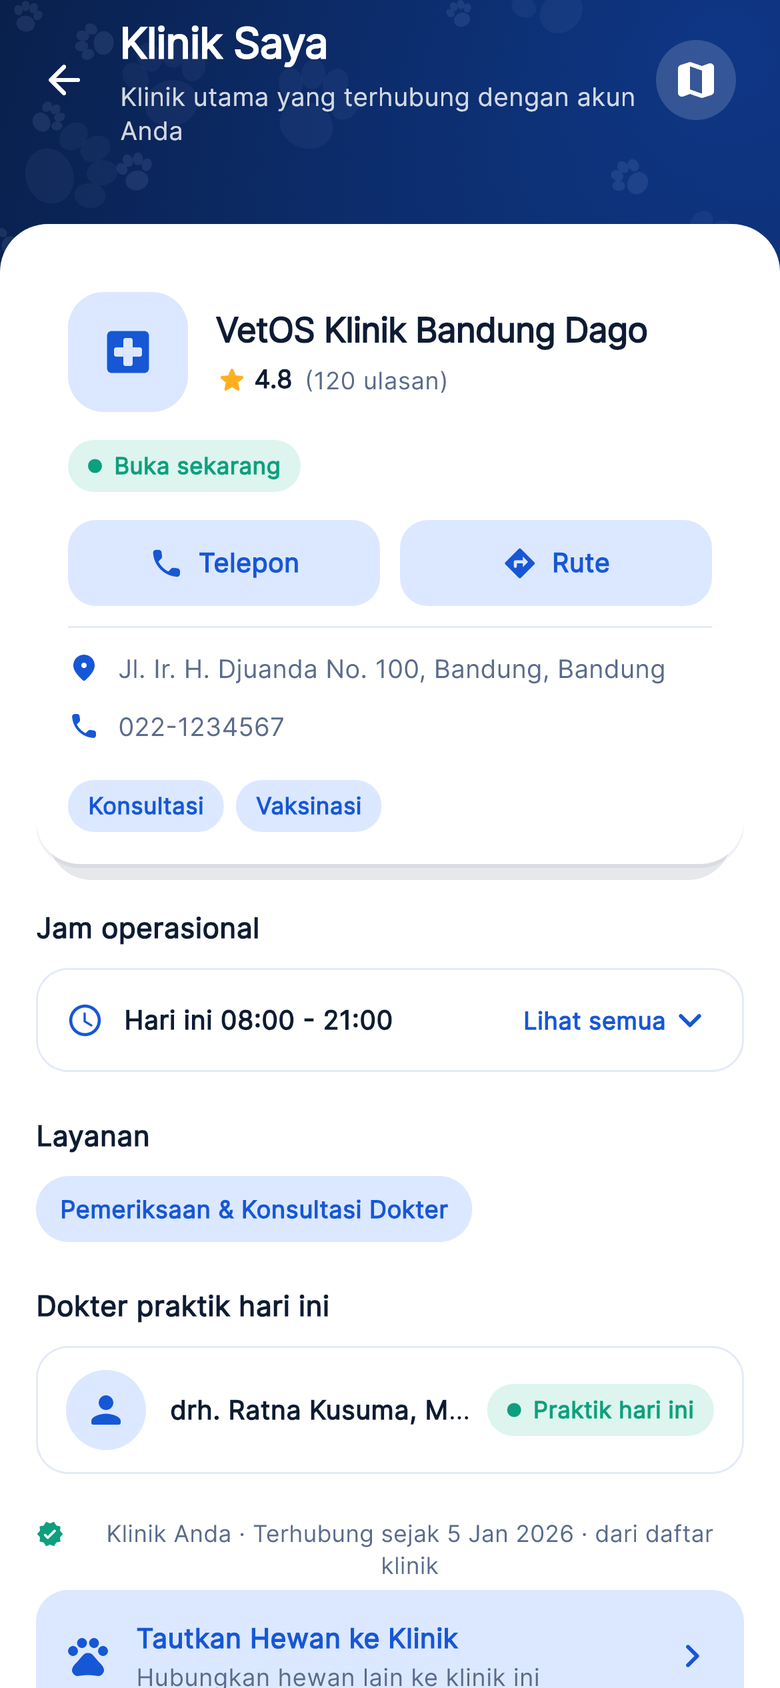 Klinik Saya
Klinik utama yang terhubung dengan akun
Anda
VetOS Klinik Bandung Dago
4.8 (120 ulasan)
Buka sekarang
Telepon
Rute
Jl. Ir. H. Djuanda No. 100, Bandung, Bandung
022-1234567
Konsultasi
Vaksinasi
Jam operasional
Hari ini 08:00 - 21:00
Lihat semua
Layanan
Pemeriksaan & Konsultasi Dokter
Dokter praktik hari ini
drh. Ratna Kusuma, M...
Praktik hari ini
Klinik Anda · Terhubung sejak 5 Jan 2026 · dari daftar
klinik
Tautkan Hewan ke Klinik
Hubungkan hewan lain ke klinik ini